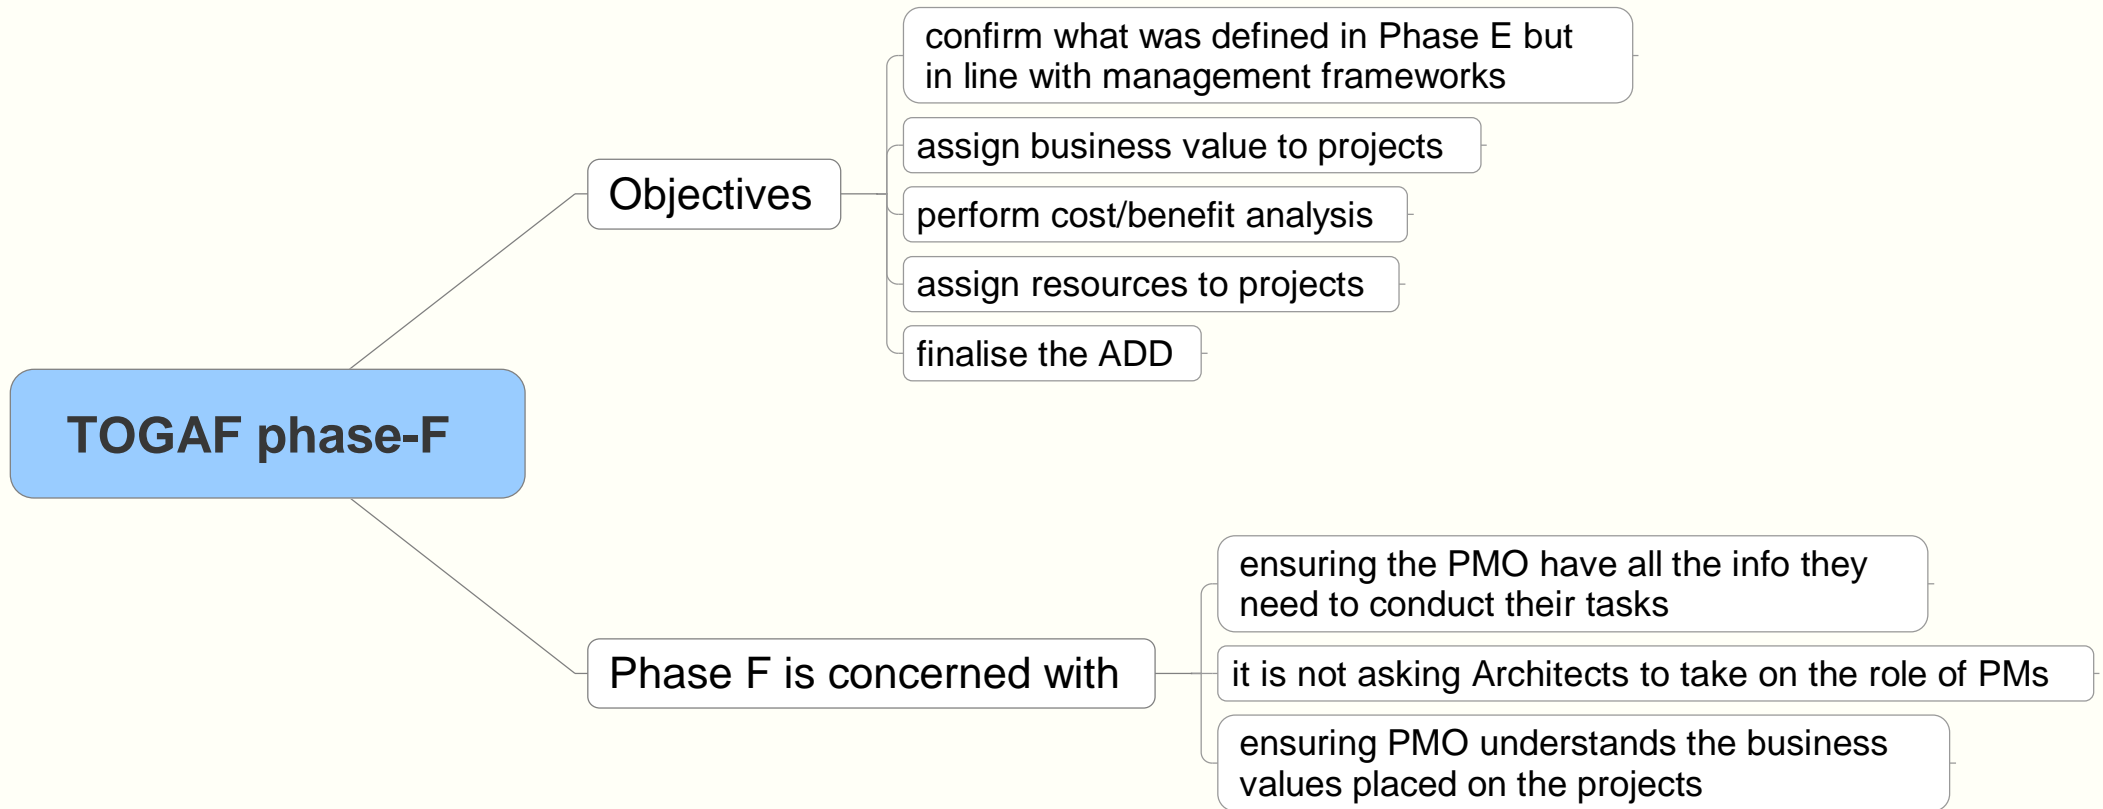 TOGAF phase-F
Objectives
confirm what was defined in Phase E but
in line with management frameworks
assign business value to projects
perform cost/benefit analysis
assign resources to projects
finalise the ADD
Phase F is concerned with
ensuring the PMO have all the info they
need to conduct their tasks
it is not asking Architects to take on the role of PMs
ensuring PMO understands the business
values placed on the projects